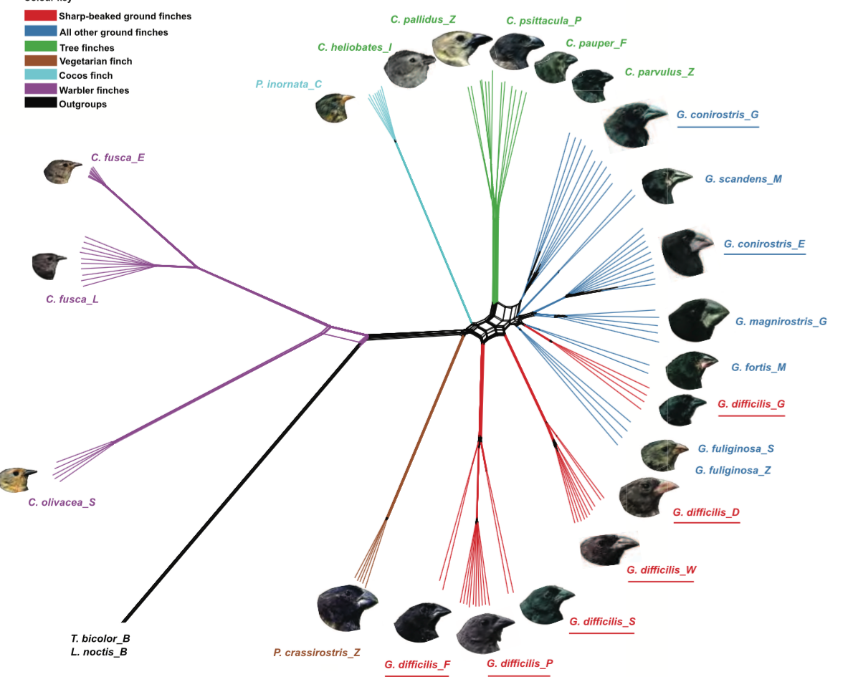 Sharp-beaked ground finches
All other ground finches
Tree finches
Vegetarian finch
Cocos finch
Warbler finches
Outgroups
C. pallidus_Z
C. psittacula_P
C. heliobates_I
C. pauper_F
C. parvulus_Z
P. inornata_C
G. conirostris_G
C. fusca_E
G. scandens_M
G. conirostris_E
C. fusca_L
G. magnirostris_G
G. fortis_M
G. difficilis_G
G. fuliginosa_S
G. fuliginosa_Z
C. olivacea_S
G. difficilis_D
G. difficilis_W
G. difficilis_S
T. bicolor_B
L. noctis_B
P. crassirostris_Z
G. difficilis_F
G. difficilis_P